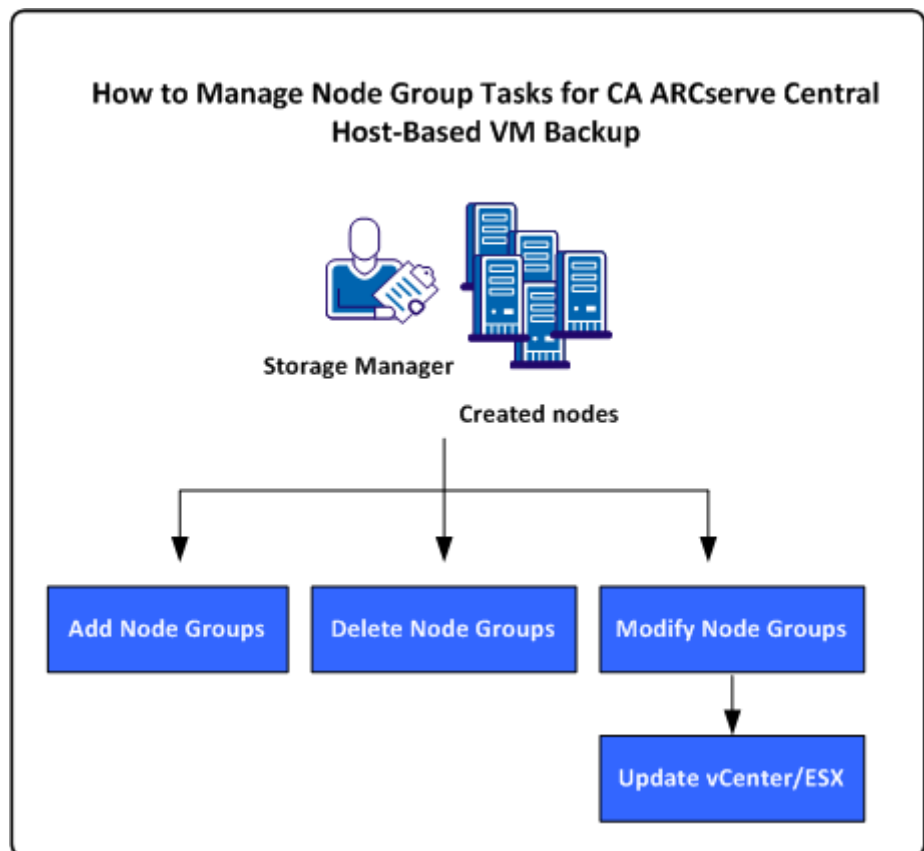 How to Manage Node Group Tasks for CA ARCserve Central
Host-Based VM Backup
Storage Manager
Created nodes
Add Node Groups
Delete Node Groups
Modify Node Groups
Update vCenter/ESX